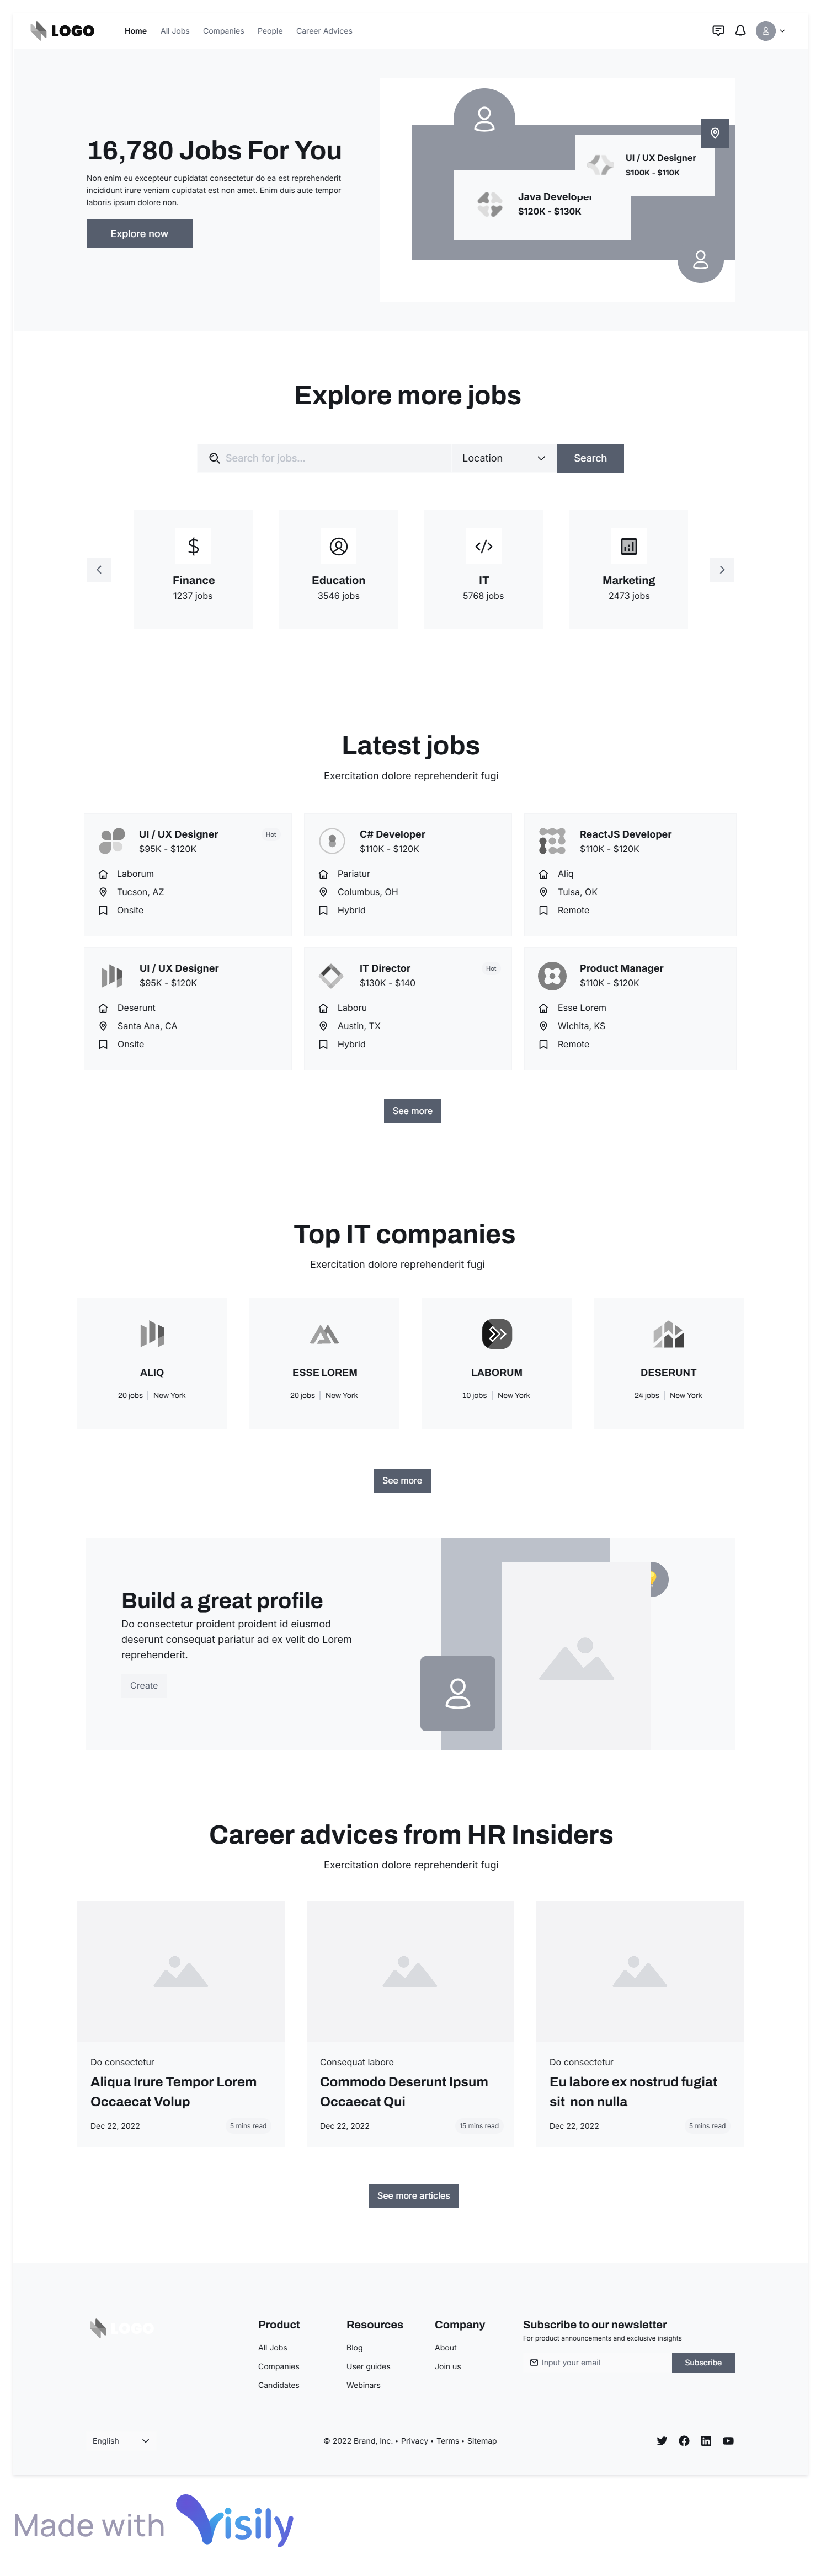 LOGO
Home All Jobs Companies People Career Advices
16,780 Jobs For You
Non enim eu excepteur cupidatat consectetur do ea est reprehenderit
incididunt irure veniam cupidatat est non amet. Enim duis aute tempor
laboris ipsum dolore non.
Explore now
UI / UX Designer
$100K - $110K
Java Developer
$120K - $130K
Explore more jobs
Search for jobs...
Location
Search
Finance
1237 jobs
Education
3546 jobs
IT
5768 jobs
Marketing
2473 jobs
Latest jobs
Exercitation dolore reprehenderit fugi
UI / UX Designer
Hot
$95K - $120K
Laborum
Tucson, AZ
Onsite
C# Developer
$110K - $120K
Pariatur
Columbus, OH
Hybrid
ReactJS Developer
$110K - $120K
Aliq
Tulsa, OK
Remote
UI / UX Designer
$95K - $120K
Deserunt
Santa Ana, CA
Onsite
IT Director
Hot
$130K - $140
Laboru
Austin, TX
Hybrid
Product Manager
$110K - $120K
Esse Lorem
Wichita, KS
Remote
See more
Top IT companies
Exercitation dolore reprehenderit fugi
ALIQ
20 jobs | New York
ESSE LOREM
20 jobs | New York
LABORUM
10 jobs | New York
DESERUNT
24 jobs | New York
See more
Build a great profile
Do consectetur proident proident id eiusmod
deserunt consequat pariatur ad ex velit do Lorem
reprehenderit.
Create
Career advices from HR Insiders
Exercitation dolore reprehenderit fugi
Do consectetur
Aliqua Irure Tempor Lorem
Occaecat Volup
Dec 22, 2022
5 mins read
Consequat labore
Commodo Deserunt Ipsum
Occaecat Qui
Dec 22, 2022
15 mins read
Do consectetur
Eu labore ex nostrud fugiat
sit non nulla
Dec 22, 2022
5 mins read
See more articles
LOGO
Product
All Jobs
Companies
Candidates
Resources
Blog
User guides
Webinars
Company
About
Join us
Subscribe to our newsletter
For product announcements and exclusive insights
Input your email
Subscribe
English
© 2022 Brand, Inc. • Privacy • Terms • Sitemap
Made with Visily